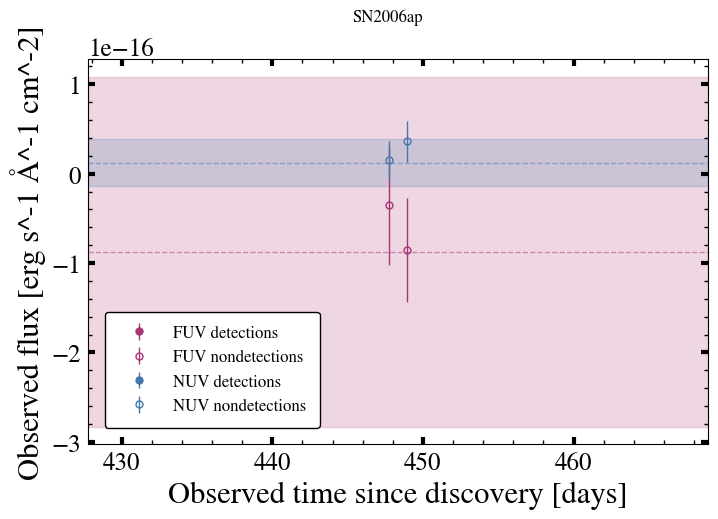 SN2006ap
1e−16
Observed flux [erg s^-1 Å^-1 cm^-2]
1
0
−1
−2
−3
FUV detections
FUV nondetections
NUV detections
NUV nondetections
430 440 450 460
Observed time since discovery [days]